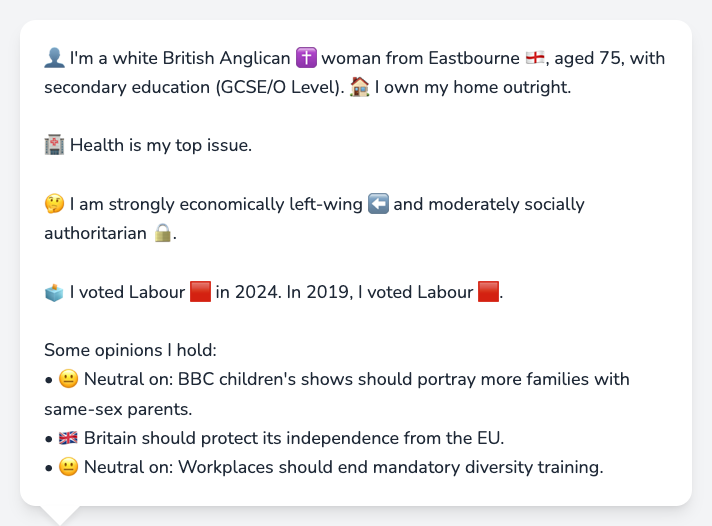 👤 I'm a white British Anglican ✝️ woman from Eastbourne 🏴󠁧󠁢󠁥󠁮󠁧󠁿, aged 75, with
secondary education (GCSE/O Level). 🏠 I own my home outright.
🏥 Health is my top issue.
🤔 I am strongly economically left-wing ⬅️ and moderately socially
authoritarian 🔒.
🗳️ I voted Labour 🟥 in 2024. In 2019, I voted Labour 🟥.
Some opinions I hold:
• 😐 Neutral on: BBC children's shows should portray more families with
same-sex parents.
• 🇬🇧 Britain should protect its independence from the EU.
• 😐 Neutral on: Workplaces should end mandatory diversity training.